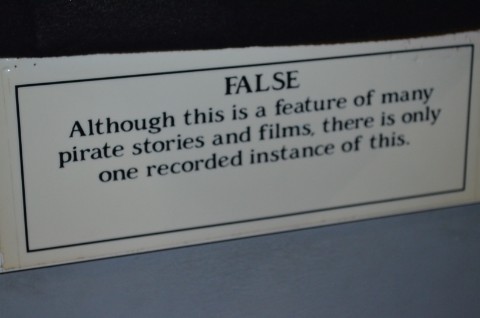 FALSE
Although this is a feature of many
pirate stories and films, there is only
one recorded instance of this.